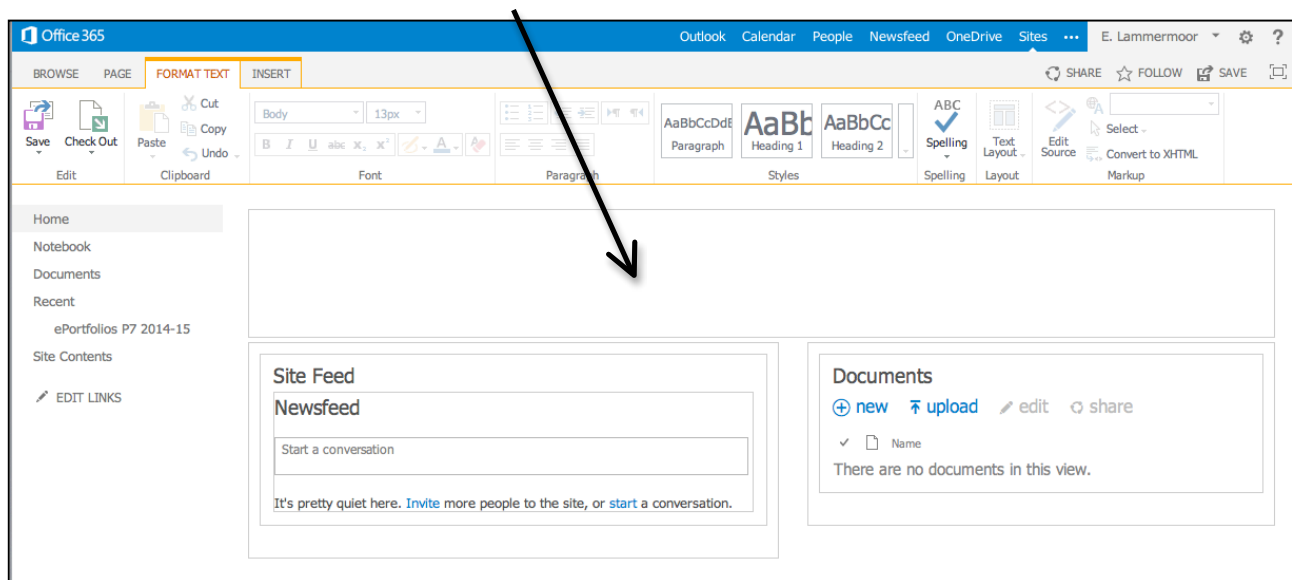 Office 365 Outlook Calendar People Newsfeed OneDrive Sites ••• E. Lammermoor ?
BROWSE PAGE FORMAT TEXT INSERT SHARE FOLLOW SAVE
Save
Check Out
Paste
Cut
Copy
Undo
Body 13px
B I U abc x₂ x² A
AaBbCcDdE
Paragraph
AaBb
Heading 1
AaBbCc
Heading 2
ABC
Spelling
Text
Layout
Edit
Source
Select
Convert to XHTML
Edit Clipboard Font Paragraph Styles Spelling Layout Markup
Home
Notebook
Documents
Recent
ePortfolios P7 2014-15
Site Contents
EDIT LINKS
Site Feed
Newsfeed
Start a conversation
It's pretty quiet here. Invite more people to the site, or start a conversation.
Documents
new upload edit share
Name
There are no documents in this view.